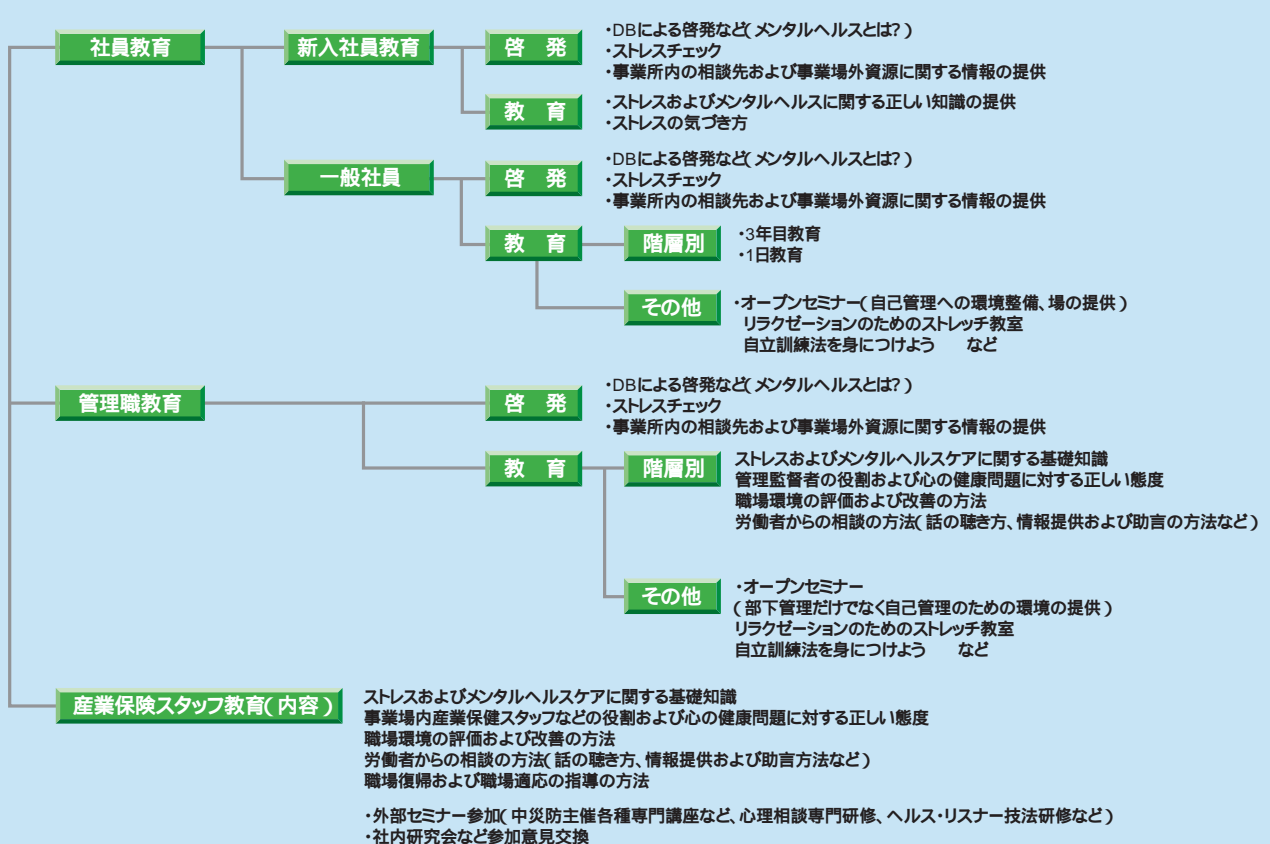 社員教育
新入社員教育
啓 発
・DBによる啓発など(メンタルヘルスとは?)
・ストレスチェック
・事業所内の相談先および事業場外資源に関する情報の提供
教 育
・ストレスおよびメンタルヘルスに関する正しい知識の提供
・ストレスの気づき方
一般社員
啓 発
・DBによる啓発など(メンタルヘルスとは?)
・ストレスチェック
・事業所内の相談先および事業場外資源に関する情報の提供
教 育
階層別
・3年目教育
・1日教育
その他
・オープンセミナー(自己管理への環境整備、場の提供)
リラクゼーションのためのストレッチ教室
自立訓練法を身につけよう など
管理職教育
啓 発
・DBによる啓発など(メンタルヘルスとは?)
・ストレスチェック
・事業所内の相談先および事業場外資源に関する情報の提供
教 育
階層別
ストレスおよびメンタルヘルスケアに関する基礎知識
管理監督者の役割および心の健康問題に対する正しい態度
職場環境の評価および改善の方法
労働者からの相談の方法(話の聴き方、情報提供および助言の方法など)
その他
・オープンセミナー
(部下管理だけでなく自己管理のための環境の提供)
リラクゼーションのためのストレッチ教室
自立訓練法を身につけよう など
産業保険スタッフ教育(内容)
ストレスおよびメンタルヘルスケアに関する基礎知識
事業場内産業保健スタッフなどの役割および心の健康問題に対する正しい態度
職場環境の評価および改善の方法
労働者からの相談の方法(話の聴き方、情報提供および助言方法など)
職場復帰および職場適応の指導の方法
・外部セミナー参加(中災防主催各種専門講座など、心理相談専門研修、ヘルス・リスナー技法研修など)
・社内研究会など参加意見交換